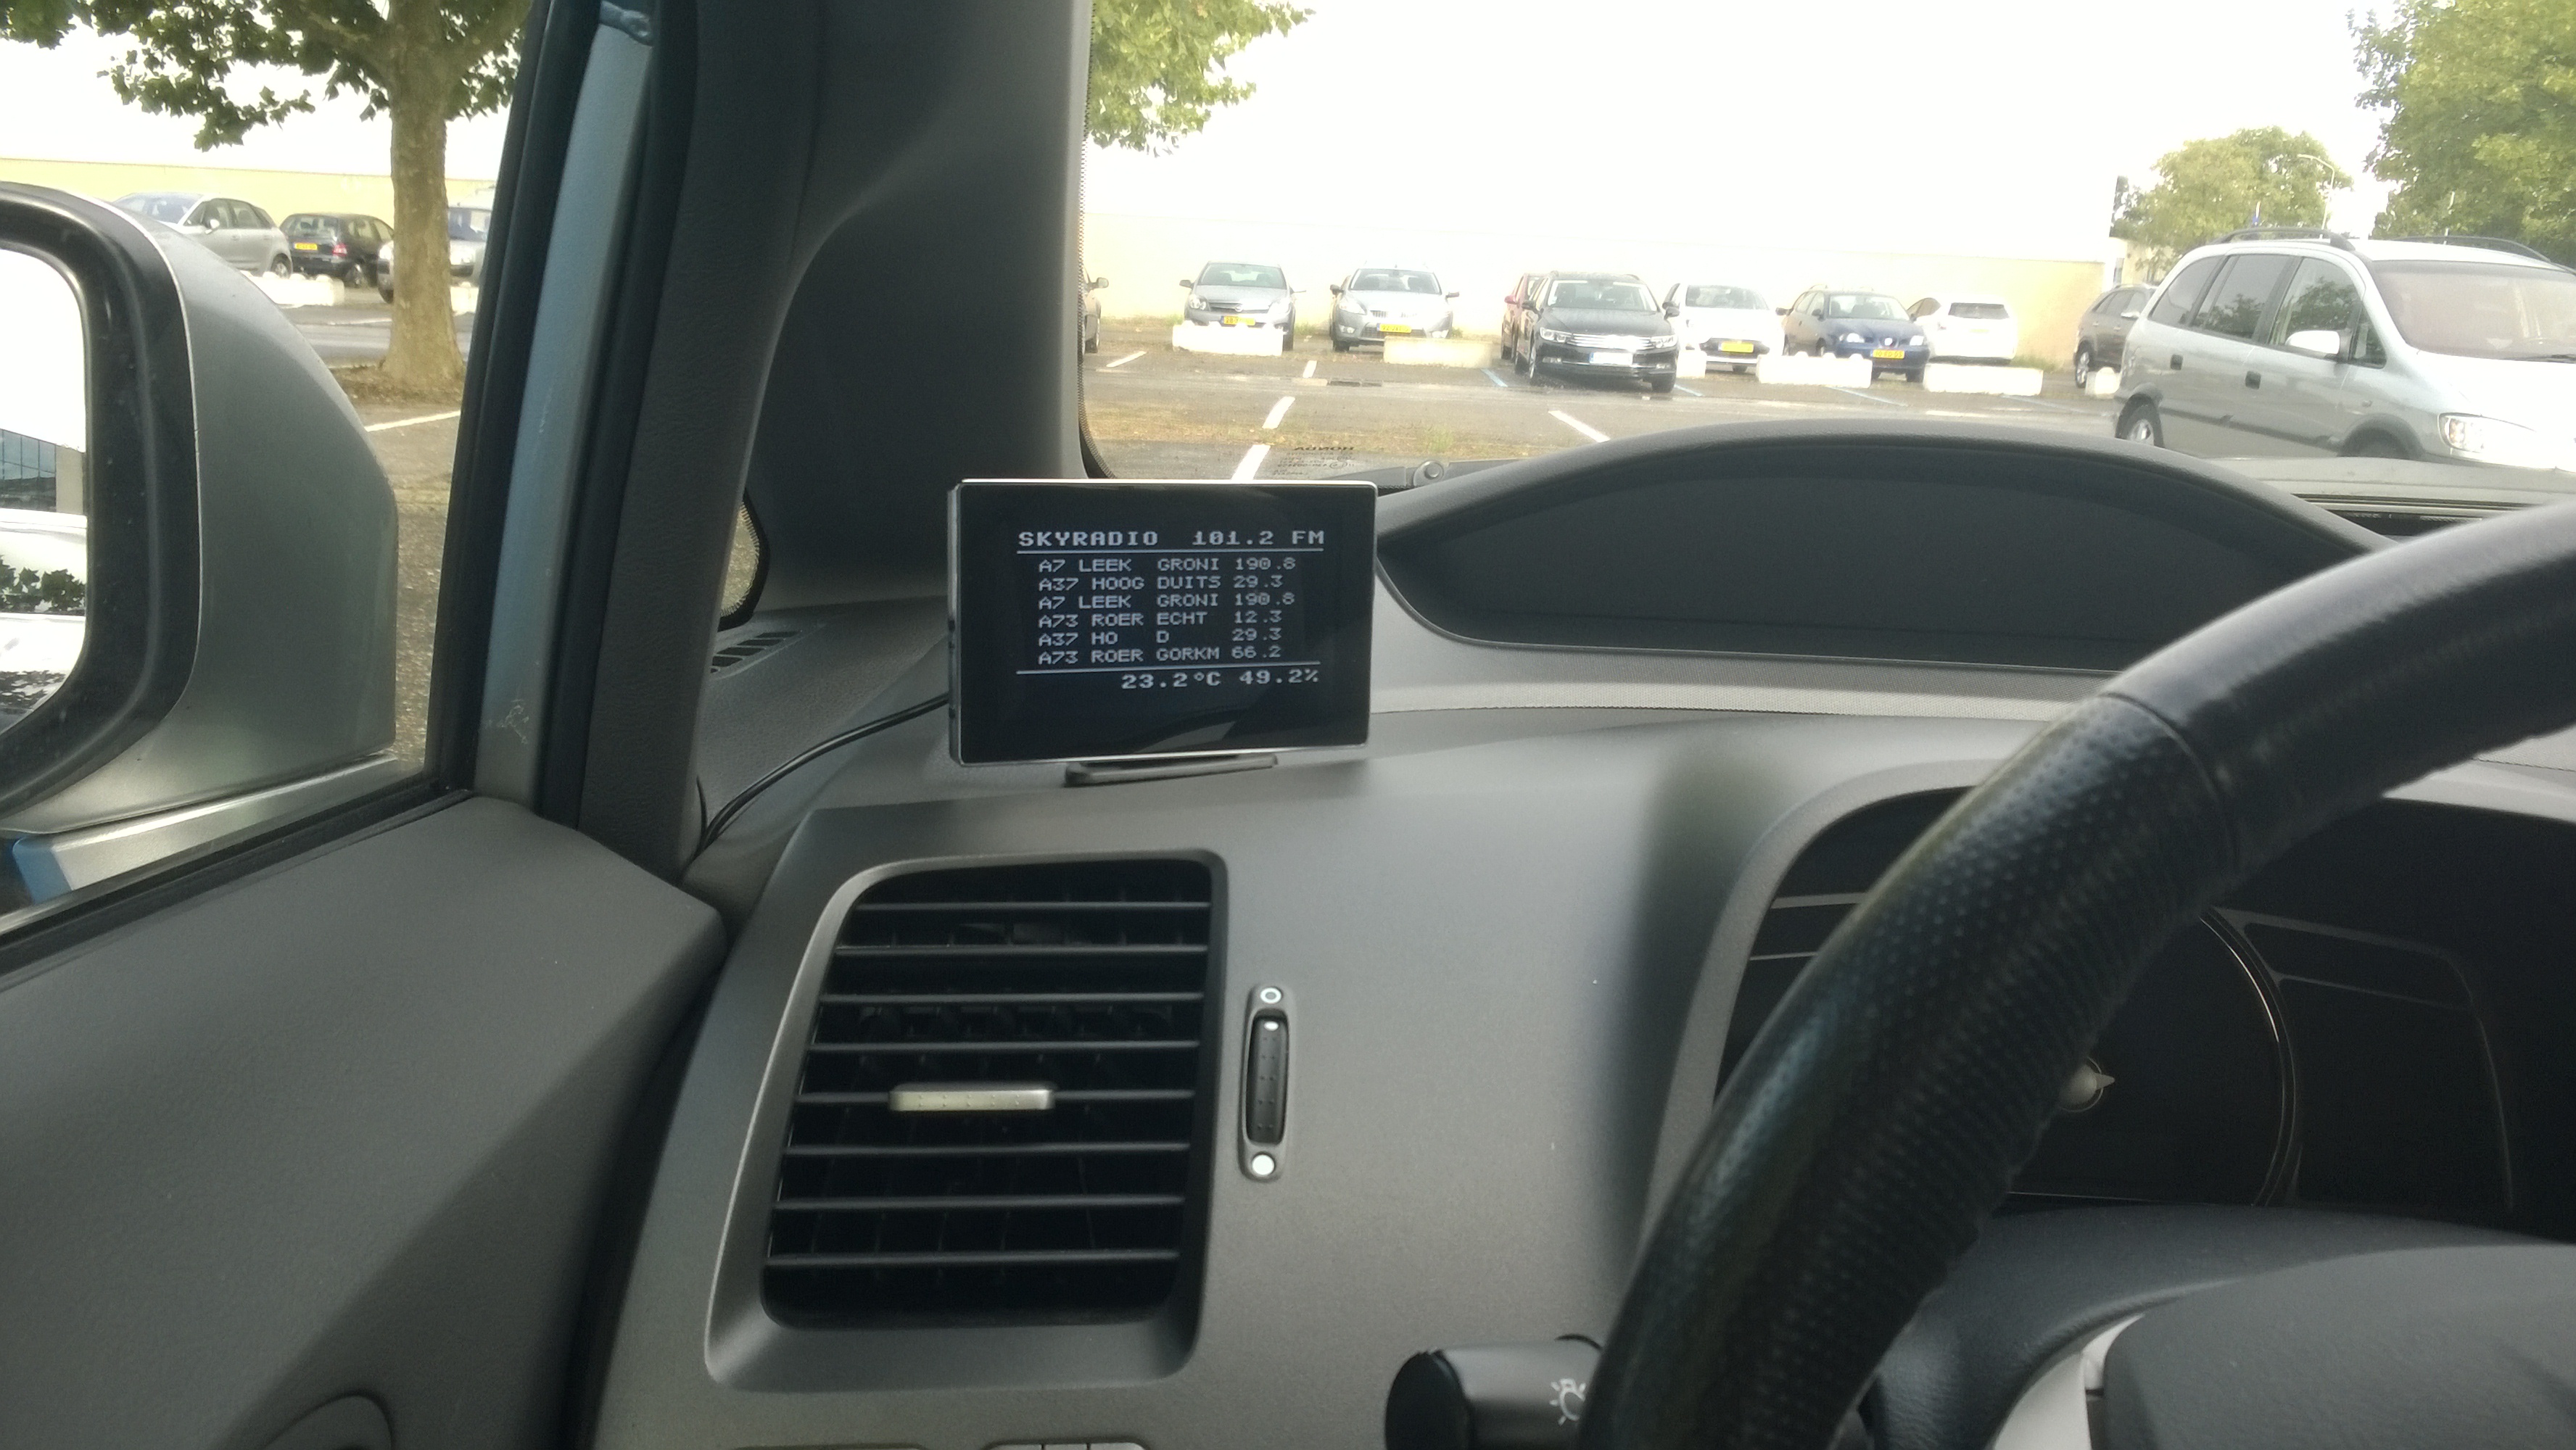 SKYRADIO 101.2 FM
A7 LEEK GRONI 190.8
A37 HOOG DUITS 29.3
A7 LEEK GRONI 190.8
A73 ROER ECHT 12.3
A37 HO D 29.3
A73 ROER GORKM 66.2
23.2°C 49.2%
HONDA